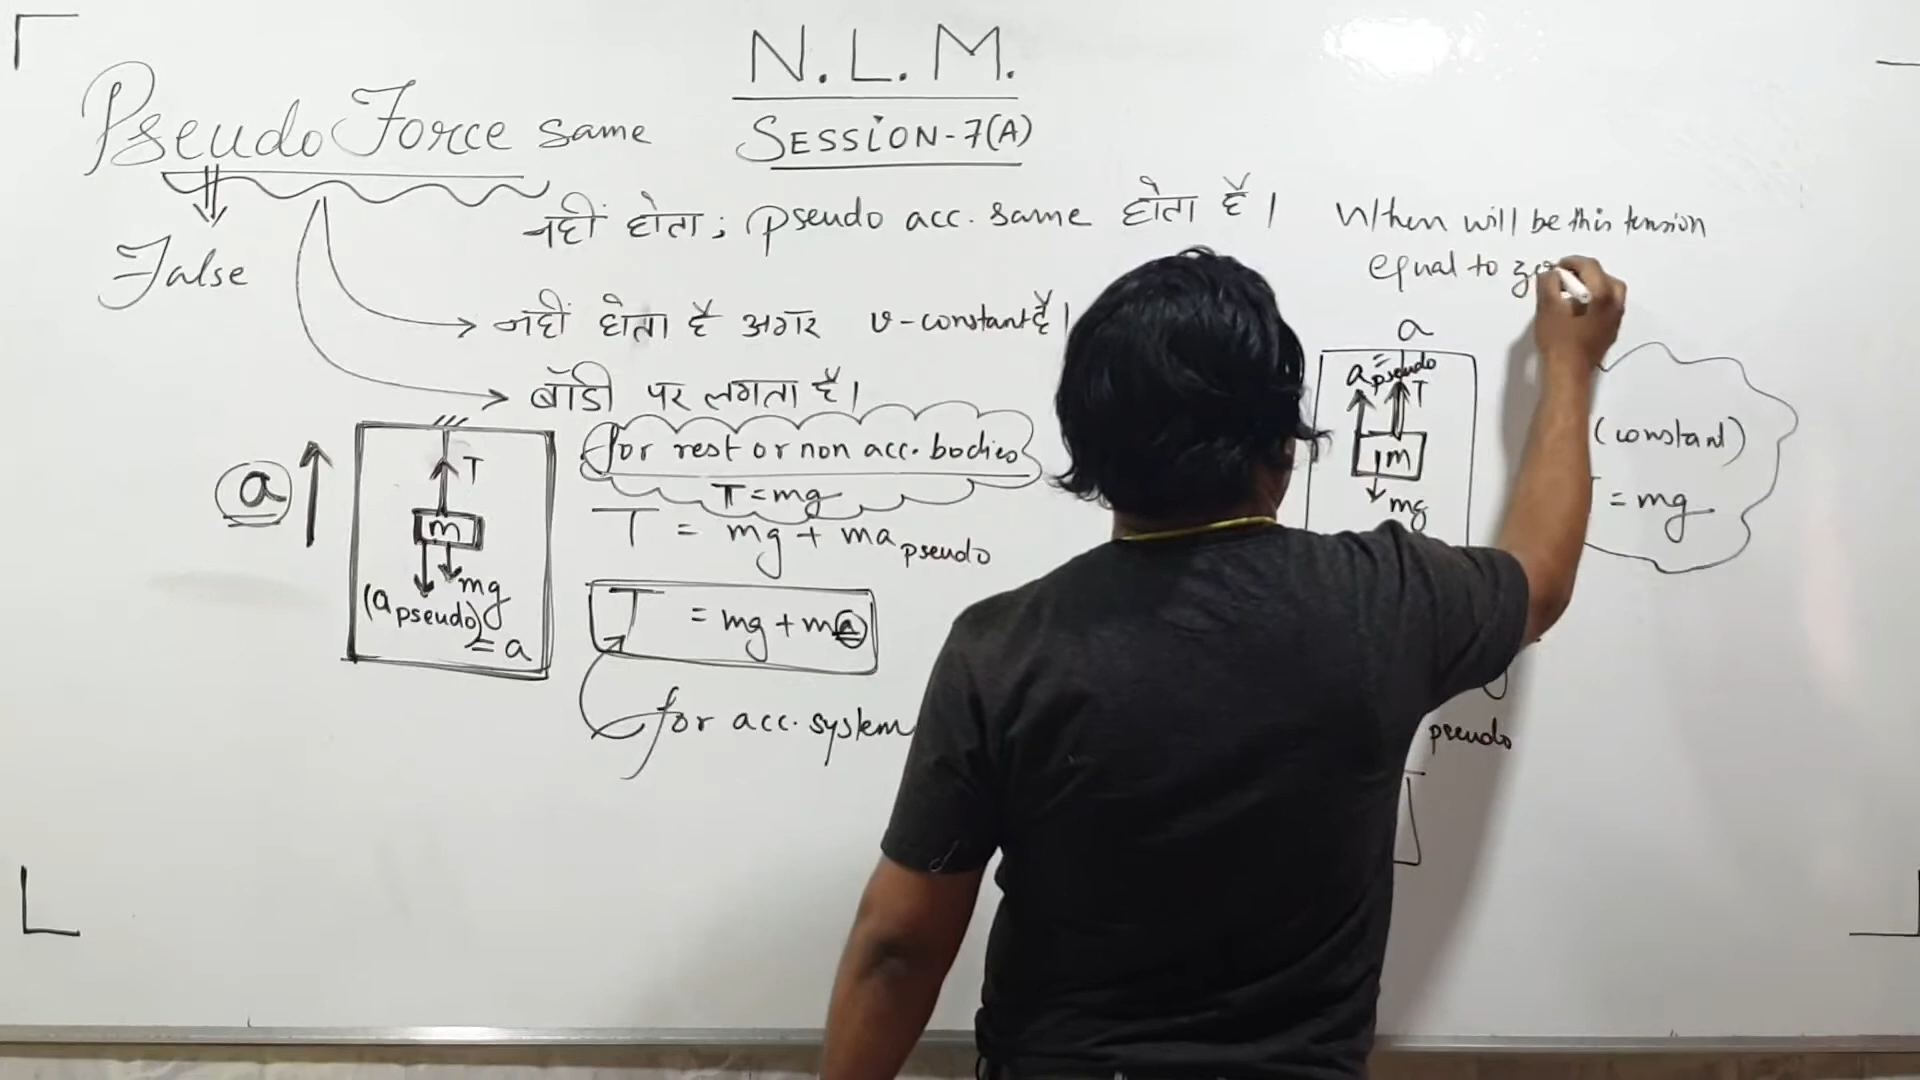 N. L. M.
SESSION-7(A)
Pseudo Force same
नहीं होता; pseudo acc. same होता है।
False
नहीं होता है अगर v-constant है।
बॉडी पर लगता है।
a
T
m
mg
(a pseudo)
= a
for rest or non acc. bodies
T = mg
T = mg + ma pseudo
T = mg + ma
for acc. system
When will be this tension
equal to
a
=
a pseudo
T
m
mg
(constant)
= mg
pseudo